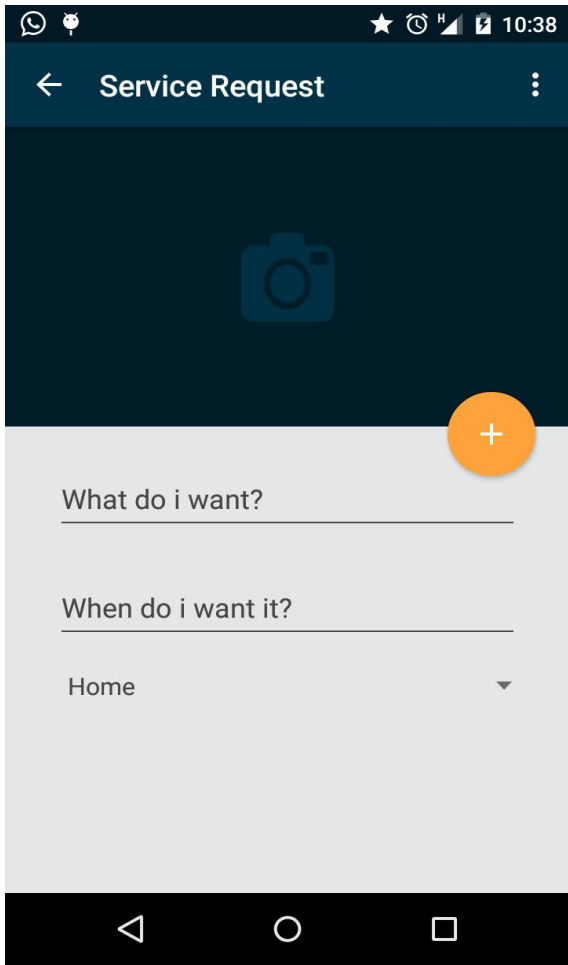 H 10:38
Service Request
What do i want?
When do i want it?
Home